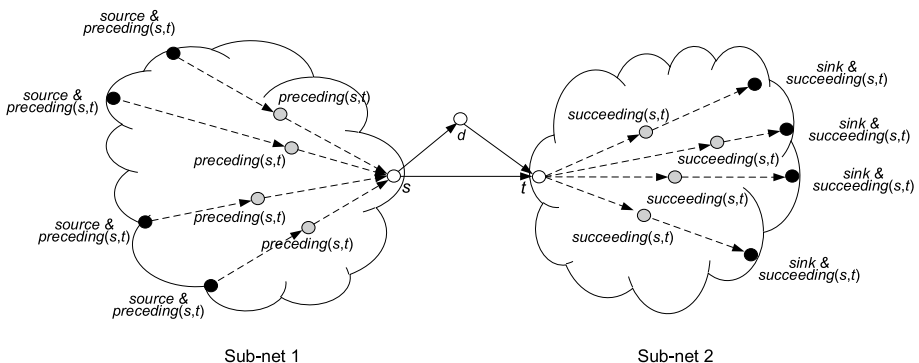 source &
preceding(s,t)
source &
preceding(s,t)
preceding(s,t)
preceding(s,t)
source &
preceding(s,t)
preceding(s,t)
preceding(s,t)
source &
preceding(s,t)
s
d
t
sink &
succeeding(s,t)
succeeding(s,t)
sink &
succeeding(s,t)
succeeding(s,t)
sink &
succeeding(s,t)
succeeding(s,t)
succeeding(s,t)
sink &
succeeding(s,t)
Sub-net 1
Sub-net 2